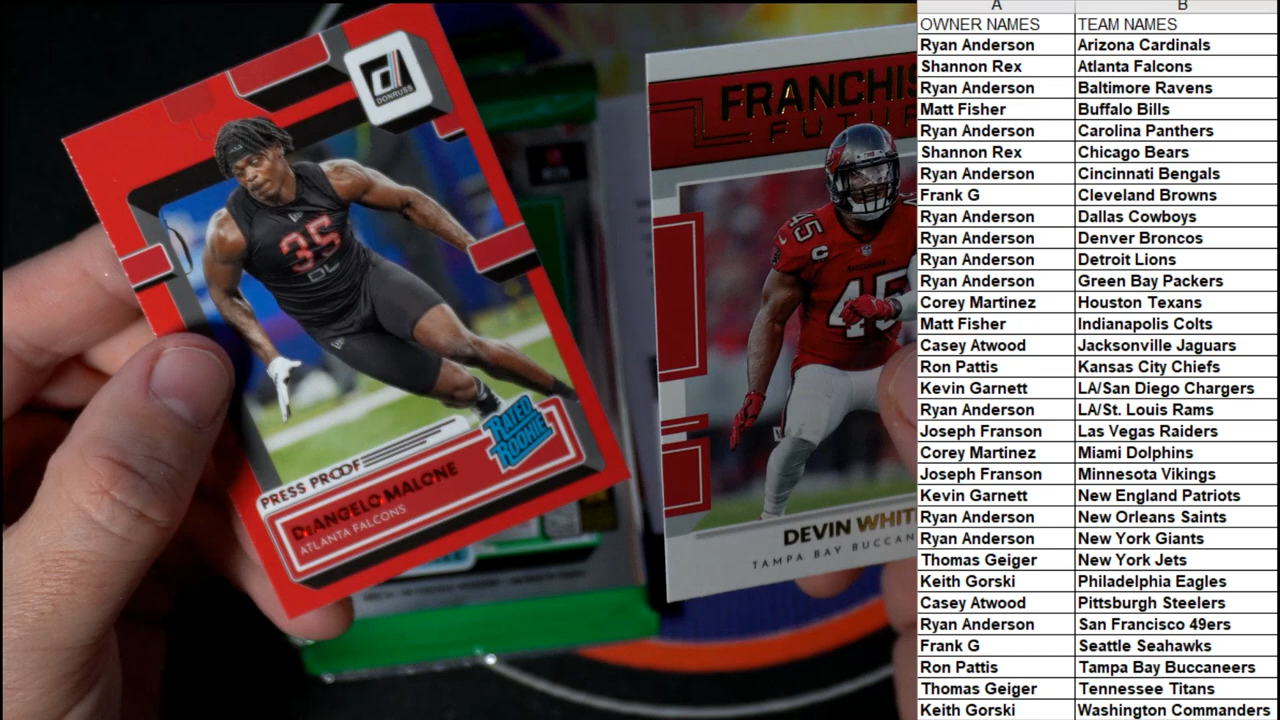 DONRUSS
35
DL
PRESS PROOF
RATED
ROOKIE
DEANGELO MALONE
ATLANTA FALCONS
FRANCHIS
FUTU
45
C
45
DEVIN WHIT
TAMPA BAY BUCCAN
A B
OWNER NAMES TEAM NAMES
Ryan Anderson Arizona Cardinals
Shannon Rex Atlanta Falcons
Ryan Anderson Baltimore Ravens
Matt Fisher Buffalo Bills
Ryan Anderson Carolina Panthers
Shannon Rex Chicago Bears
Ryan Anderson Cincinnati Bengals
Frank G Cleveland Browns
Ryan Anderson Dallas Cowboys
Ryan Anderson Denver Broncos
Ryan Anderson Detroit Lions
Ryan Anderson Green Bay Packers
Corey Martinez Houston Texans
Matt Fisher Indianapolis Colts
Casey Atwood Jacksonville Jaguars
Ron Pattis Kansas City Chiefs
Kevin Garnett LA/San Diego Chargers
Ryan Anderson LA/St. Louis Rams
Joseph Franson Las Vegas Raiders
Corey Martinez Miami Dolphins
Joseph Franson Minnesota Vikings
Kevin Garnett New England Patriots
Ryan Anderson New Orleans Saints
Ryan Anderson New York Giants
Thomas Geiger New York Jets
Keith Gorski Philadelphia Eagles
Casey Atwood Pittsburgh Steelers
Ryan Anderson San Francisco 49ers
Frank G Seattle Seahawks
Ron Pattis Tampa Bay Buccaneers
Thomas Geiger Tennessee Titans
Keith Gorski Washington Commanders